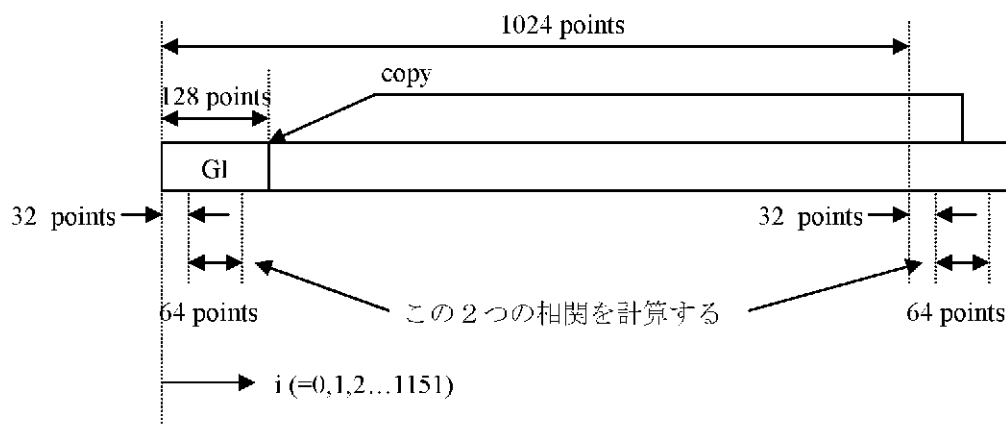 1024 points
copy
128 points
GI
32 points
32 points
64 points
この２つの相関を計算する
64 points
i (=0,1,2…1151)